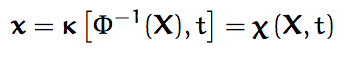 𝐱 = 𝛋 [Φ⁻¹(𝐗), t] = 𝛘 (𝐗, t)